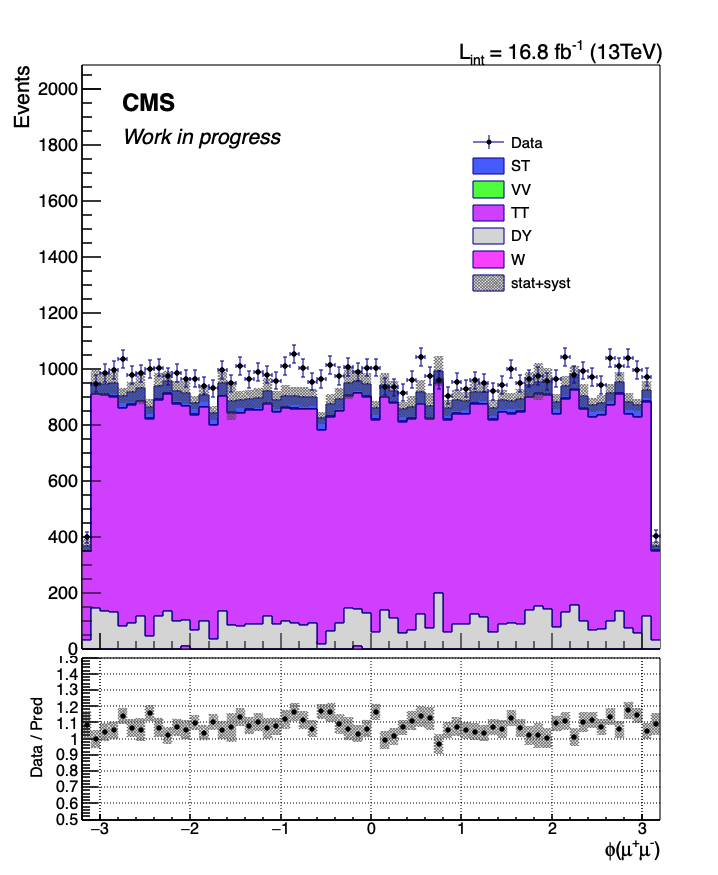 L_int = 16.8 fb⁻¹ (13TeV)
Events
CMS
Work in progress
Data
ST
VV
TT
DY
W
stat+syst
2000
1800
1600
1400
1200
1000
800
600
400
200
0
Data / Pred
1.5
1.4
1.3
1.2
1.1
1
0.9
0.8
0.7
0.6
0.5
−3 −2 −1 0 1 2 3
ϕ(μ⁺μ⁻)